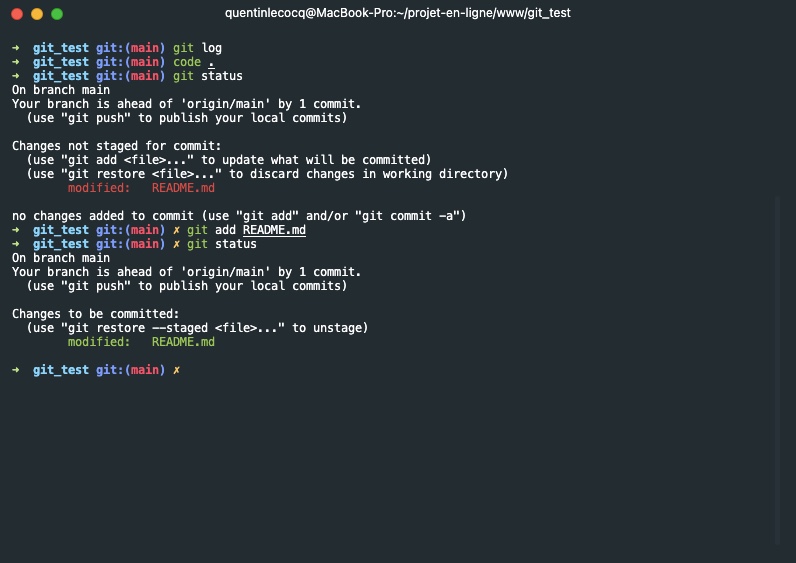 quentinlecocq@MacBook-Pro:~/projet-en-ligne/www/git_test
➜  git_test git:(main) git log
➜  git_test git:(main) code .
➜  git_test git:(main) git status
On branch main
Your branch is ahead of 'origin/main' by 1 commit.
  (use "git push" to publish your local commits)
Changes not staged for commit:
  (use "git add <file>..." to update what will be committed)
  (use "git restore <file>..." to discard changes in working directory)
        modified:   README.md
no changes added to commit (use "git add" and/or "git commit -a")
➜  git_test git:(main) ✗ git add README.md
➜  git_test git:(main) ✗ git status
On branch main
Your branch is ahead of 'origin/main' by 1 commit.
  (use "git push" to publish your local commits)
Changes to be committed:
  (use "git restore --staged <file>..." to unstage)
        modified:   README.md
➜  git_test git:(main) ✗